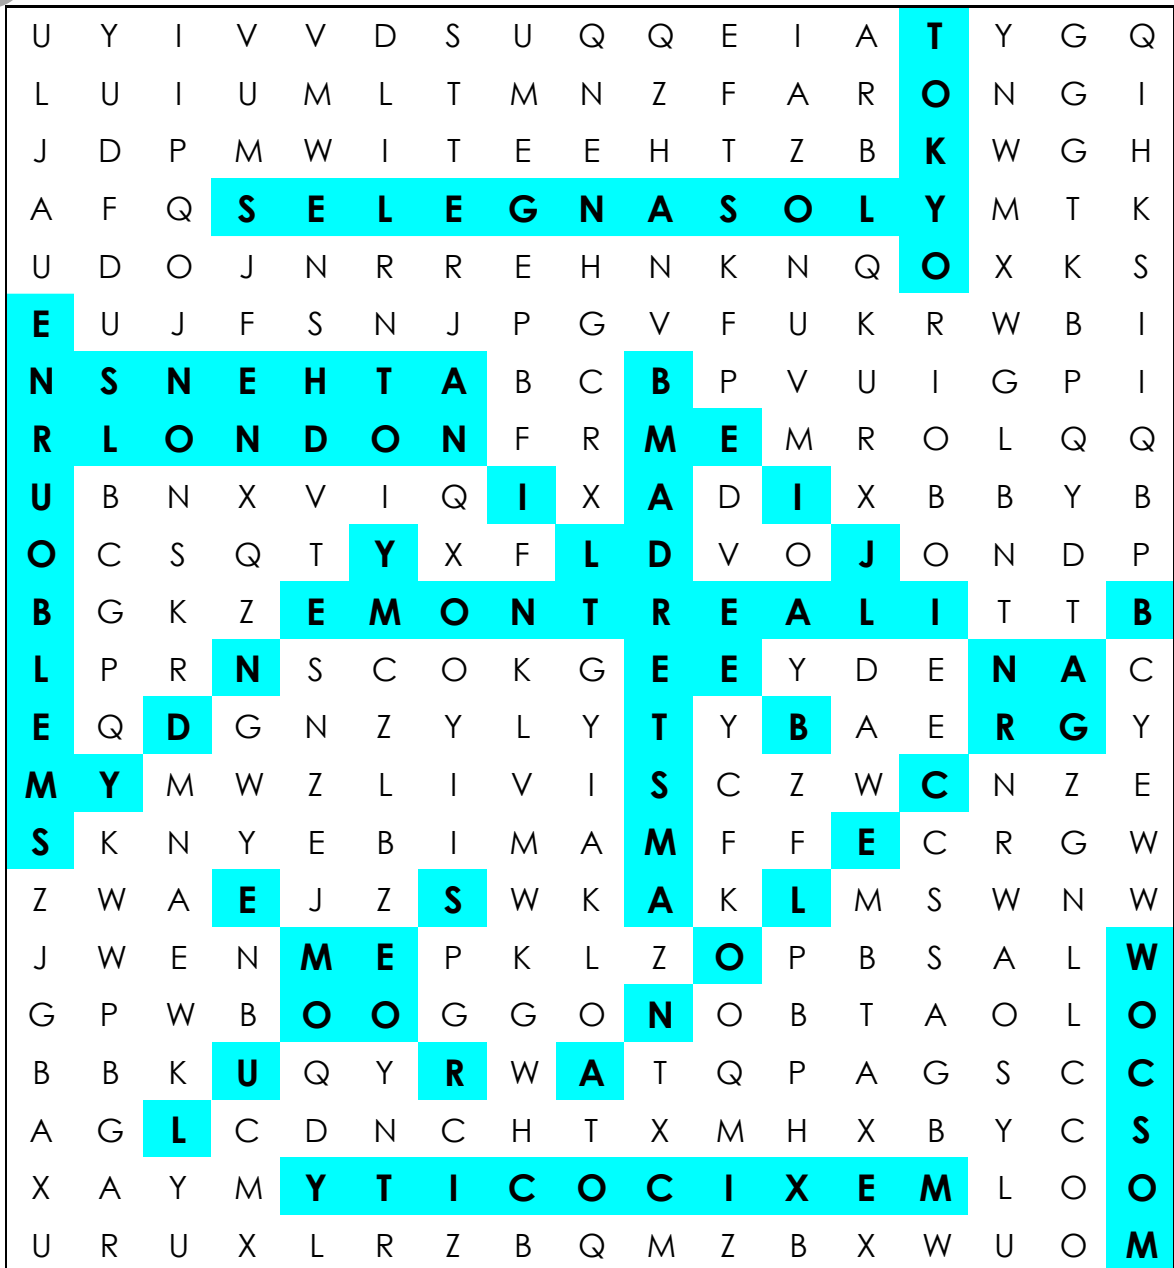 U Y I V V D S U Q Q E I A T Y G Q
L U I U M L T M N Z F A R O N G I
J D P M W I T E E H T Z B K W G H
A F Q S E L E G N A S O L Y M T K
U D O J N R R E H N K N Q O X K S
E U J F S N J P G V F U K R W B I
N S N E H T A B C B P V U I G P I
R L O N D O N F R M E M R O L Q Q
U B N X V I Q I X A D I X B B Y B
O C S Q T Y X F L D V O J O N D P
B G K Z E M O N T R E A L I T T B
L P R N S C O K G E E Y D E N A C
E Q D G N Z Y L Y T Y B A E R G Y
M Y M W Z L I V I S C Z W C N Z E
S K N Y E B I M A M F F E C R G W
Z W A E J Z S W K A K L M S W N W
J W E N M E P K L Z O P B S A L W
G P W B O O G G O N O B T A O L O
B B K U Q Y R W A T Q P A G S C C
A G L C D N C H T X M H X B Y C S
X A Y M Y T I C O C I X E M L O O
U R U X L R Z B Q M Z B X W U O M